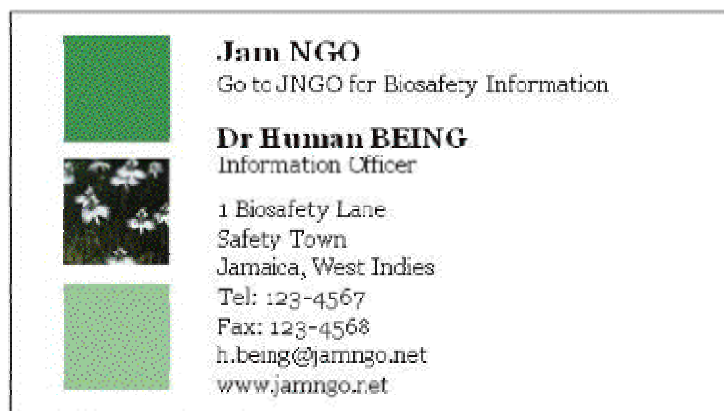 Jam NGO
Go to JNGO for Biosafety Information
Dr Human BEING
Information Officer
1 Biosafety Lane
Safety Town
Jamaica, West Indies
Tel: 123-4567
Fax: 123-4568
h.being@jamngo.net
www.jamngo.net